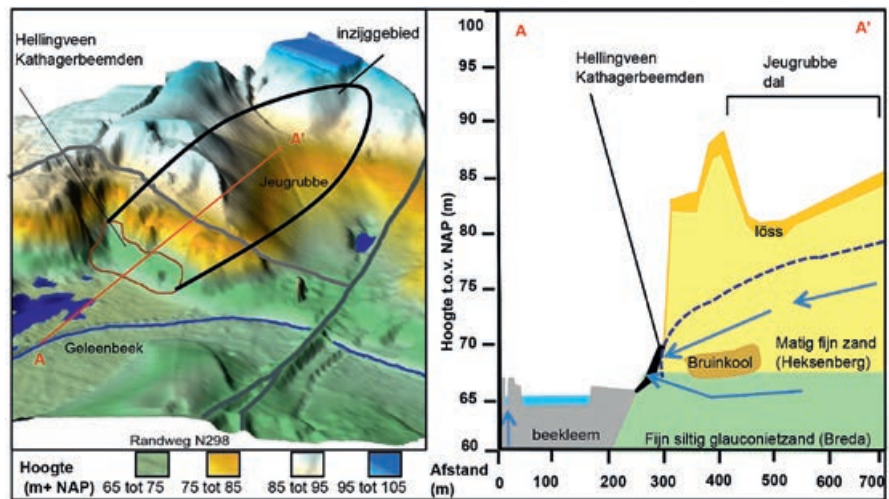 Hellingveen
Kathagerbeemden
inzijggebied
A'
Jeugrubbe
A
Geleenbeek
Randweg N298
Hoogte
(m+ NAP)
65 tot 75
75 tot 85
85 tot 95
95 tot 105
Hoogte t.o.v. NAP (m)
100
95
90
85
80
75
70
65
60
A
A'
Hellingveen
Kathagerbeemden
Jeugrubbe
dal
löss
Matig fijn zand
(Heksenberg)
Bruinkool
beekleem
Fijn siltig glauconietzand (Breda)
Afstand
(m)
0 100 200 300 400 500 600 700